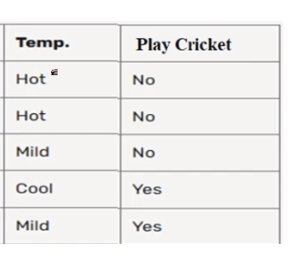 Temp. Play Cricket
Hot No
Hot No
Mild No
Cool Yes
Mild Yes